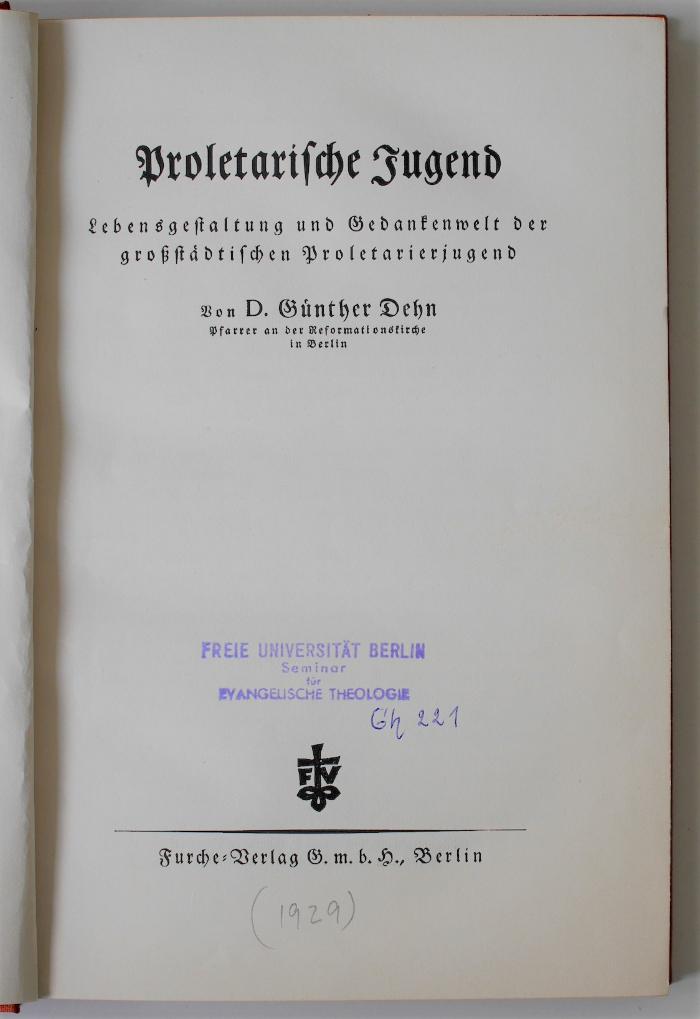 Proletarische Jugend
Lebensgestaltung und Gedankenwelt der
großstädtischen Proletarierjugend
Von D. Günther Dehn
Pfarrer an der Reformationskirche
in Berlin
FREIE UNIVERSITÄT BERLIN
Seminar
für
EVANGELISCHE THEOLOGIE
Gh 221
FV
Furche-Verlag G. m. b. H., Berlin
(1929)